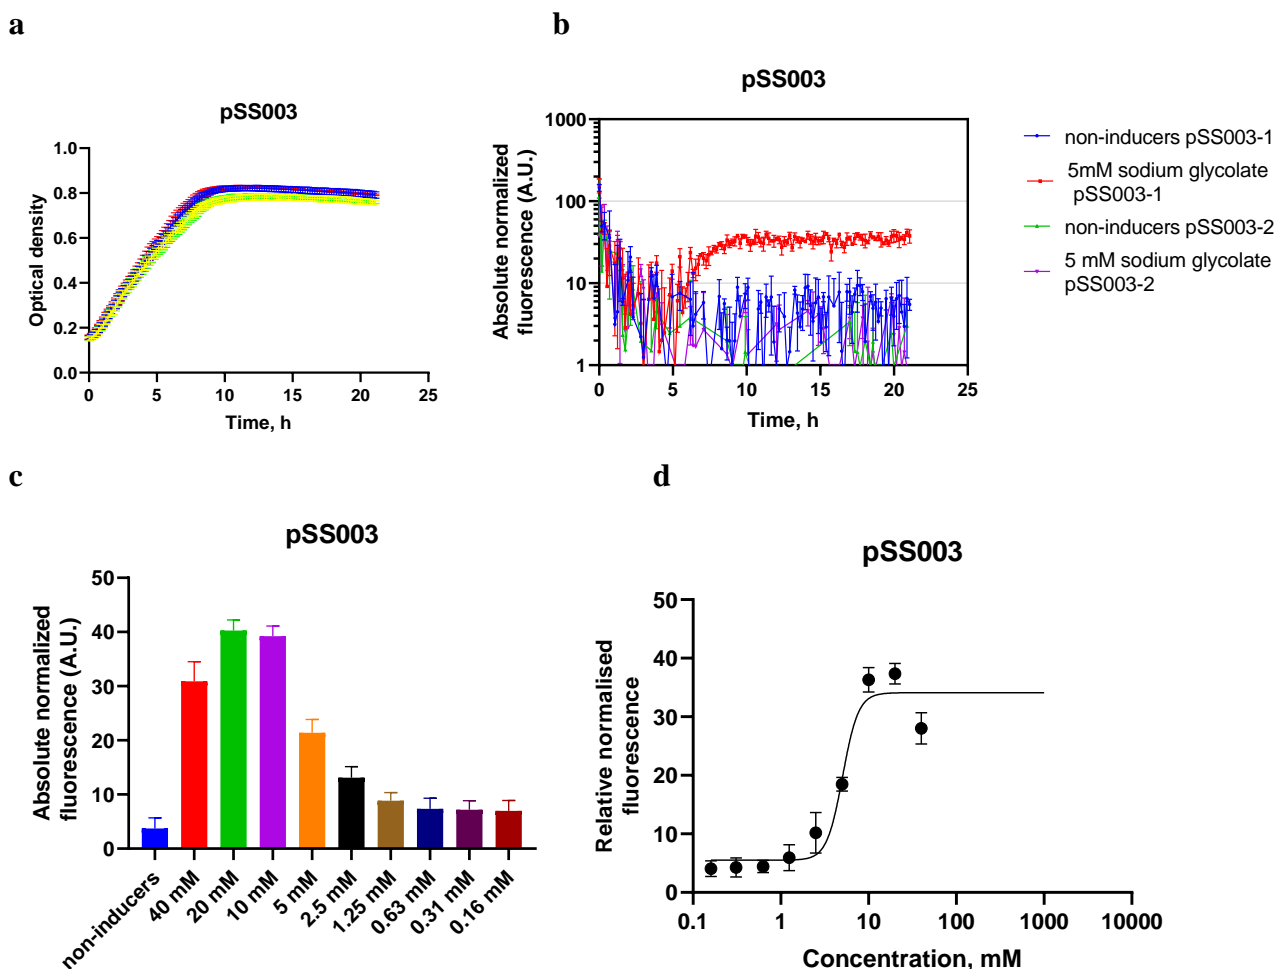 a
pSS003
Optical density
1.0
0.8
0.6
0.4
0.2
0.0
0
5
10
15
20
25
Time, h
b
pSS003
Absolute normalized
fluorescence (A.U.)
1000
100
10
1
0
5
10
15
20
25
Time, h
non-inducers pSS003-1
5mM sodium glycolate
pSS003-1
non-inducers pSS003-2
5 mM sodium glycolate
pSS003-2
c
pSS003
Absolute normalized
fluorescence (A.U.)
50
40
30
20
10
0
non-inducers
40 mM
20 mM
10 mM
5 mM
2.5 mM
1.25 mM
0.63 mM
0.31 mM
0.16 mM
d
pSS003
Relative normalised
fluorescence
50
40
30
20
10
0
0.1
1
10
100
1000
10000
Concentration, mM